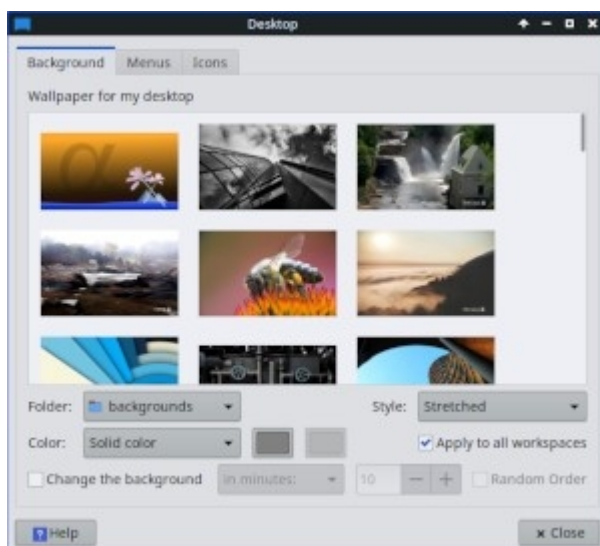 Desktop
Background Menus Icons
Wallpaper for my desktop
α
Folder: backgrounds Style: Stretched
Color: Solid color Apply to all workspaces
Change the background in minutes: 10 Random Order
Help Close